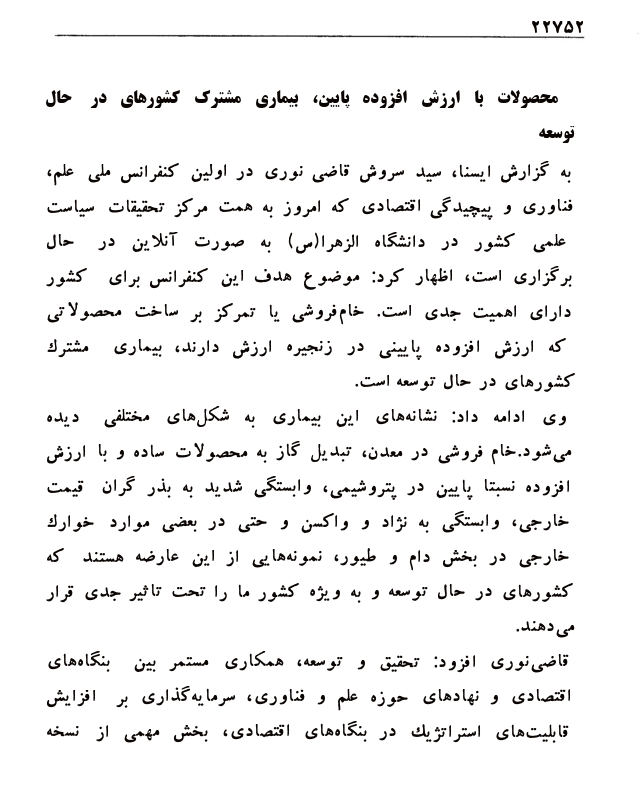 ۲۲۷۵۲
محصولات با ارزش افزوده پایین، بیماری مشترک کشورهای در حال
توسعه
به گزارش ایسنا، سید سروش قاضی نوری در اولین کنفرانس ملی علم،
فناوری و پیچیدگی اقتصادی که امروز به همت مرکز تحقیقات سیاست
علمی کشور در دانشگاه الزهرا(س) به صورت آنلاین در حال
برگزاری است، اظهار کرد: موضوع هدف این کنفرانس برای کشور
دارای اهمیت جدی است. خام‌فروشی یا تمرکز بر ساخت محصولاتی
که ارزش افزوده پایینی در زنجیره ارزش دارند، بیماری مشترك
کشورهای در حال توسعه است.
وی ادامه داد: نشانه‌های این بیماری به شکل‌های مختلفی دیده
می‌شود.خام فروشی در معدن، تبدیل گاز به محصولات ساده و با ارزش
افزوده نسبتا پایین در پتروشیمی، وابستگی شدید به بذر گران قیمت
خارجی، وابستگی به نژاد و واکسن و حتی در بعضی موارد خوارك
خارجی در بخش دام و طیور، نمونه‌هایی از این عارضه هستند که
کشورهای در حال توسعه و به ویژه کشور ما را تحت تاثیر جدی قرار
می‌دهند.
قاضی‌نوری افزود: تحقیق و توسعه، همکاری مستمر بین بنگاه‌های
اقتصادی و نهادهای حوزه علم و فناوری، سرمایه‌گذاری بر افزایش
قابلیت‌های استراتژیك در بنگاه‌های اقتصادی، بخش مهمی از نسخه